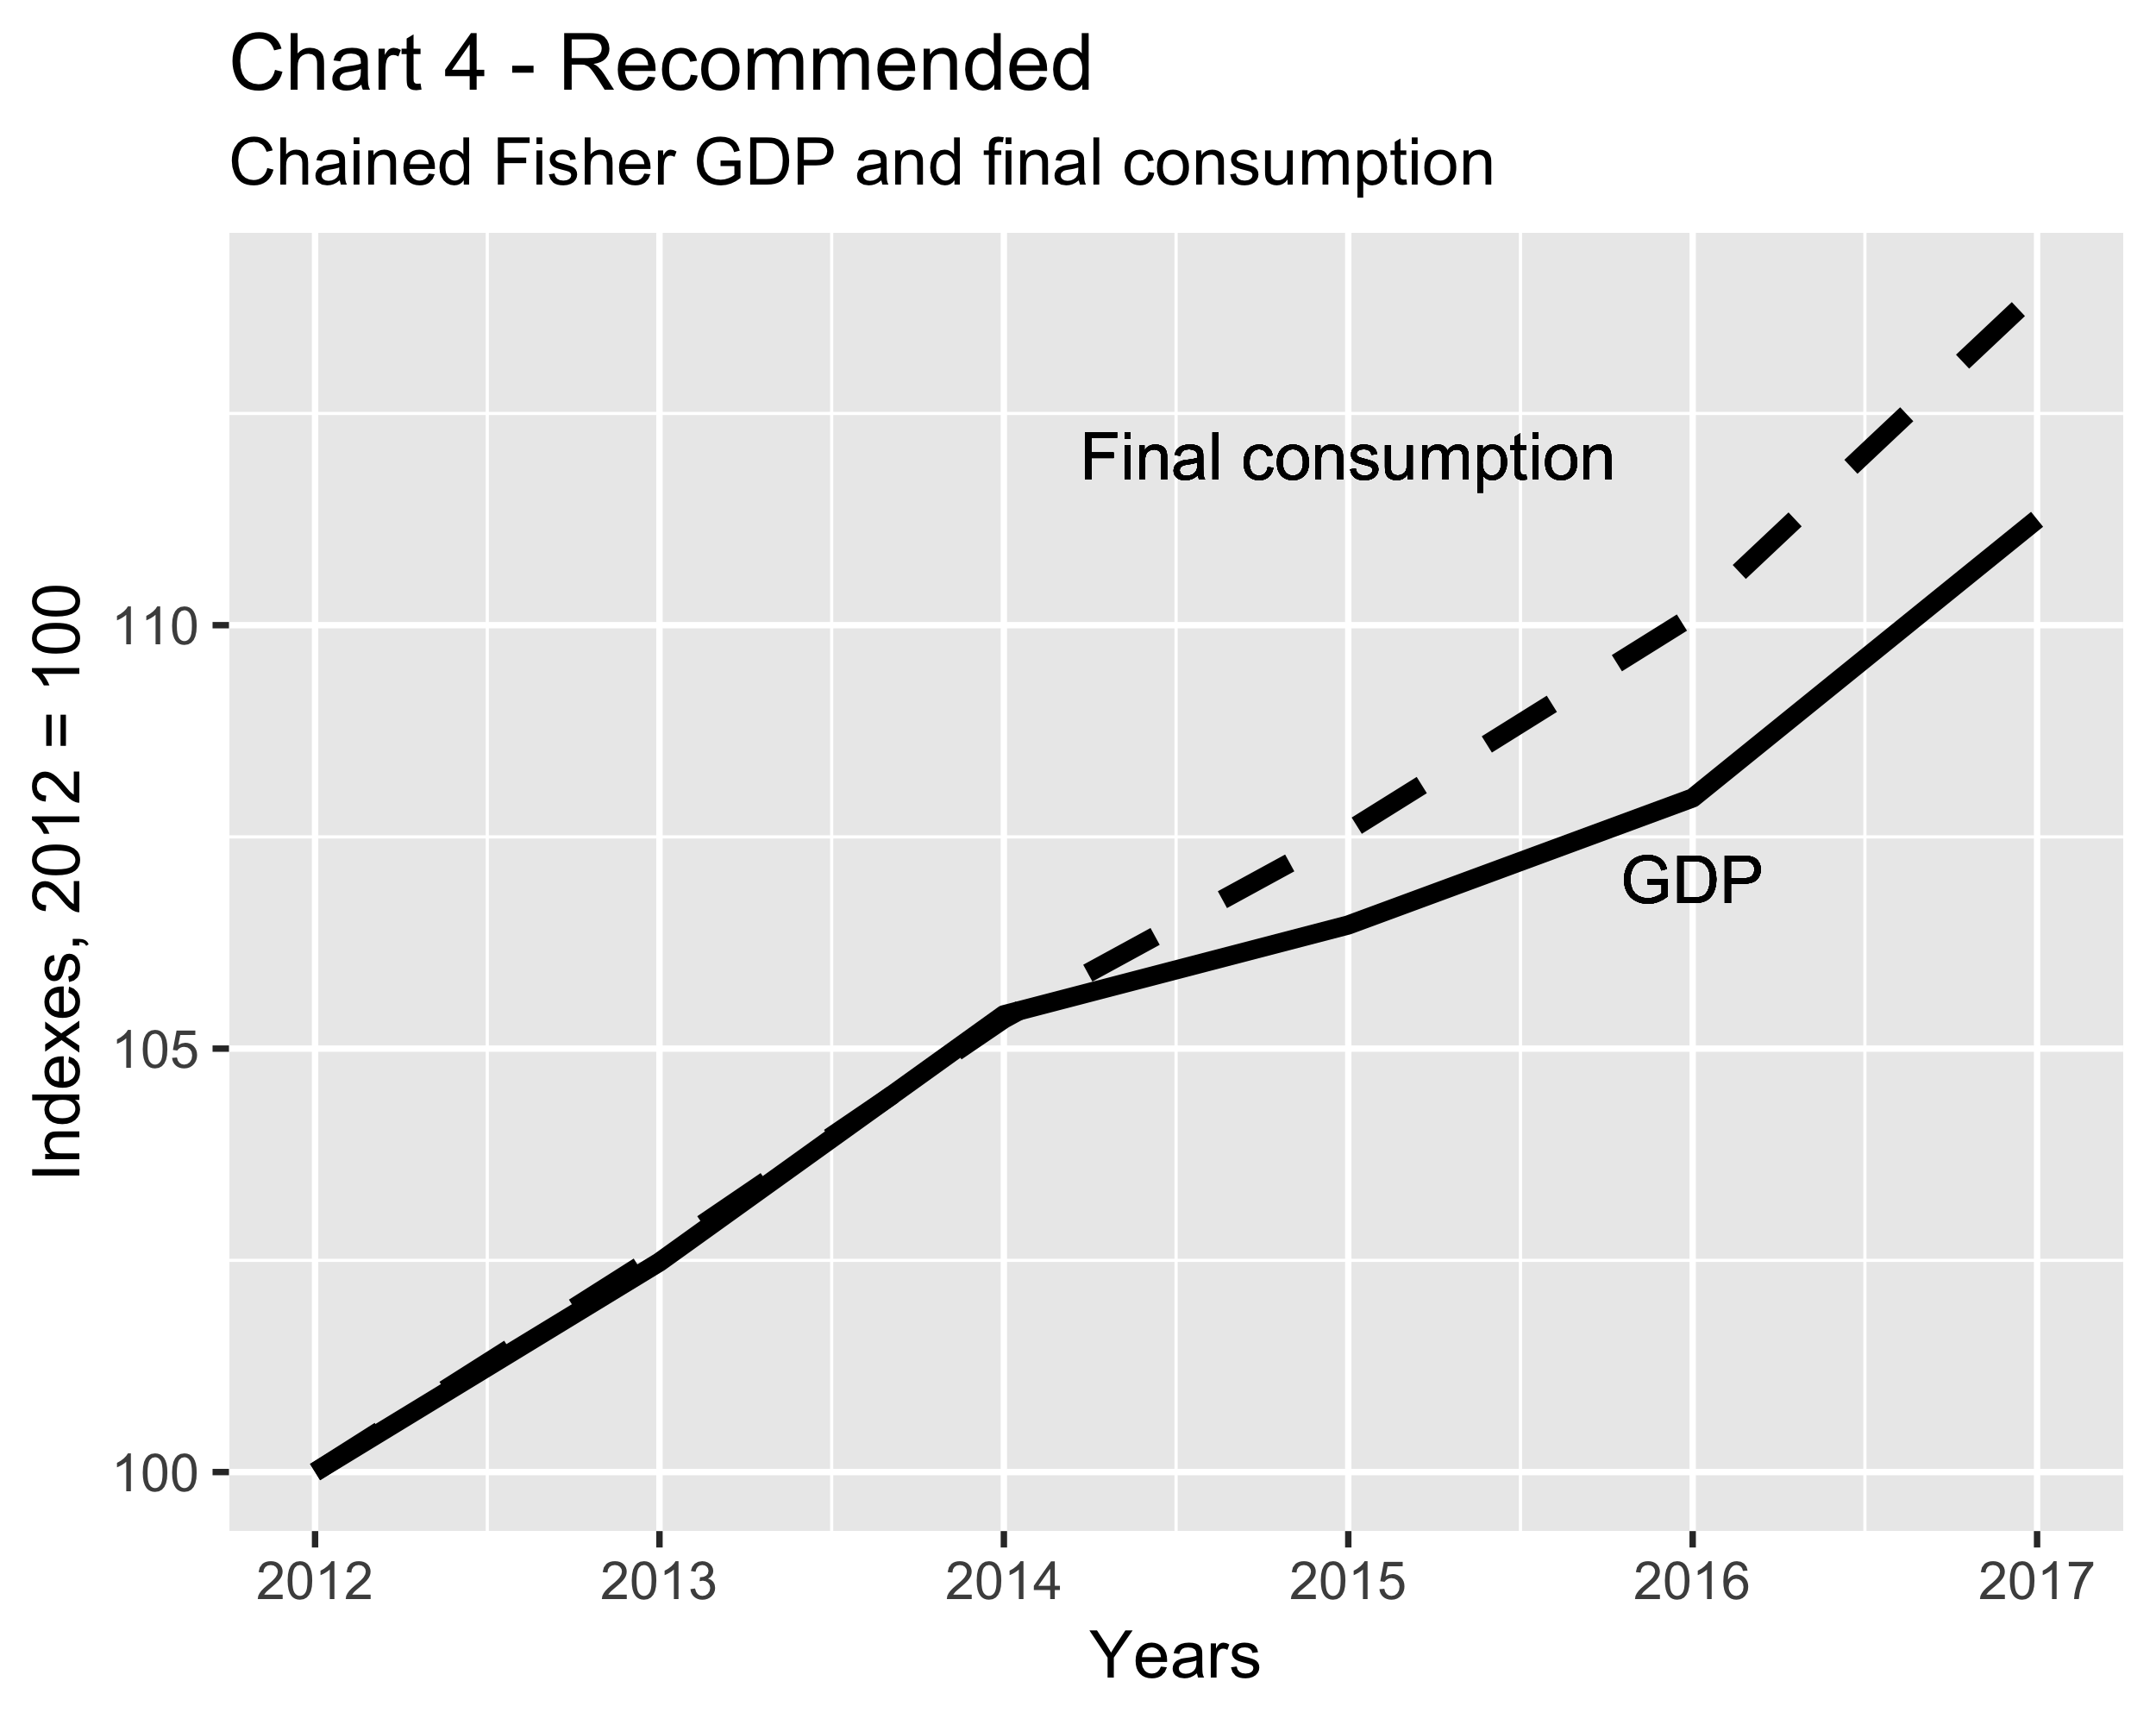 Chart 4 - Recommended
Chained Fisher GDP and final consumption
Indexes, 2012 = 100
Final consumption
110
GDP
105
100
2012 2013 2014 2015 2016 2017
Years